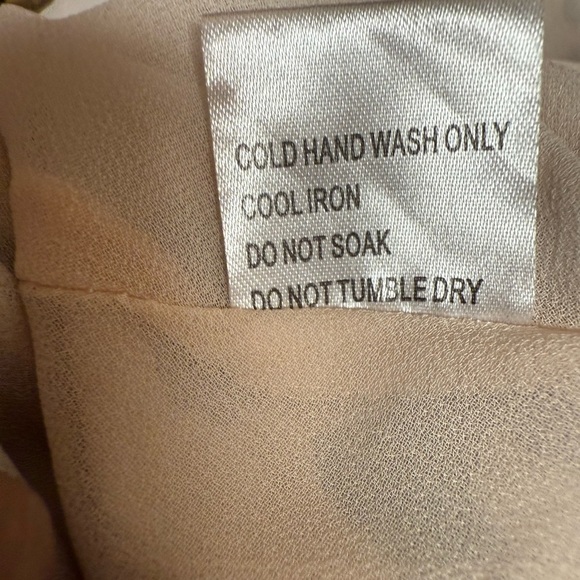 COLD HAND WASH ONLY
COOL IRON
DO NOT SOAK
DO NOT TUMBLE DRY